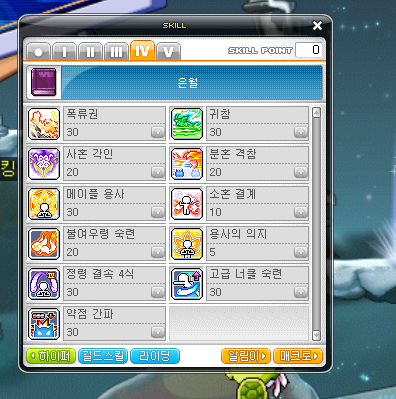 SKILL
I II III IV V
SKILL POINT 0
은월
폭류권 귀참
30 30
사혼 각인 분혼 격참
20 20
메이플 용사 소혼 결계
30 10
불여우령 숙련 용사의 의지
30 5
정령 결속 4식 고급 너클 숙련
30 30
약점 간파
30
하이퍼 길드스킬 라이딩 알림이 매크로
킹